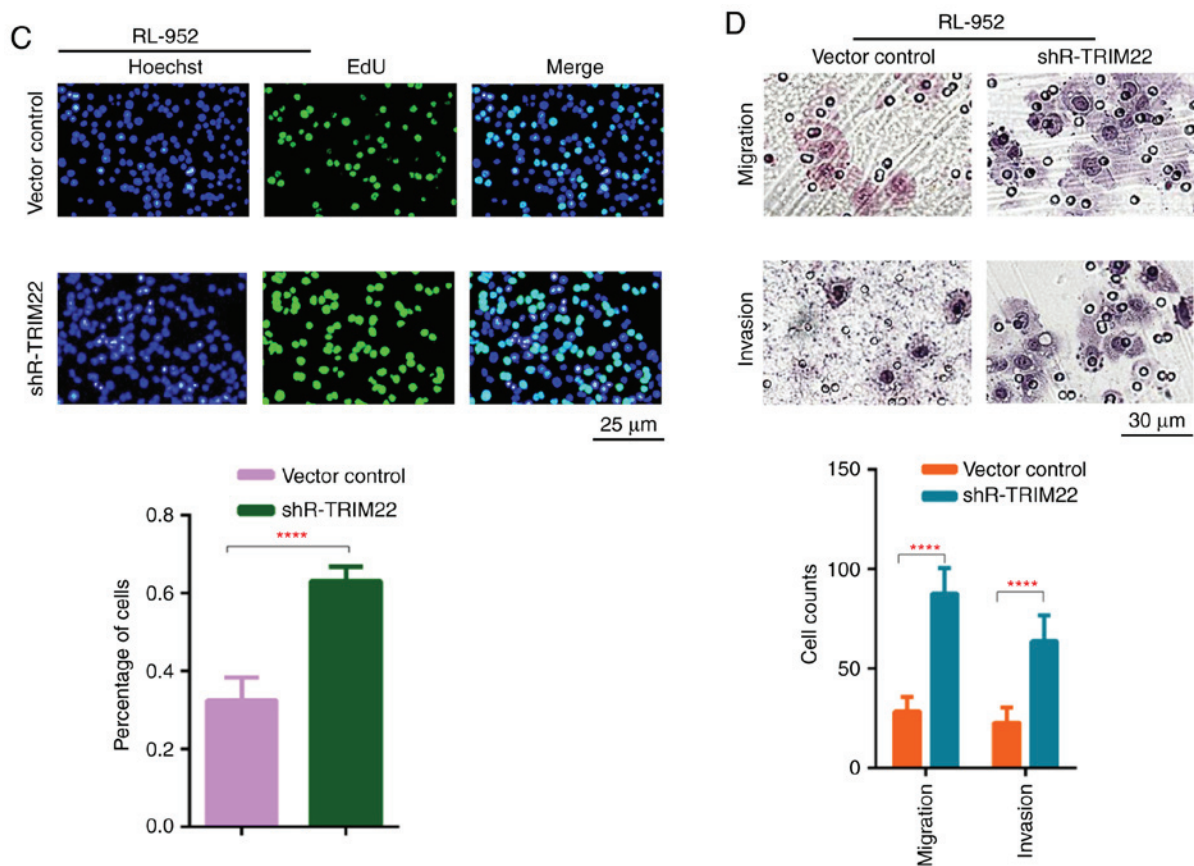 C
RL-952
Hoechst EdU Merge
Vector control
shR-TRIM22
25 μm
Vector control
shR-TRIM22
****
Percentage of cells
0.8
0.6
0.4
0.2
0.0
D
RL-952
Vector control shR-TRIM22
Migration
Invasion
30 μm
Vector control
shR-TRIM22
**** ****
Cell counts
150
100
50
0
Migration
Invasion